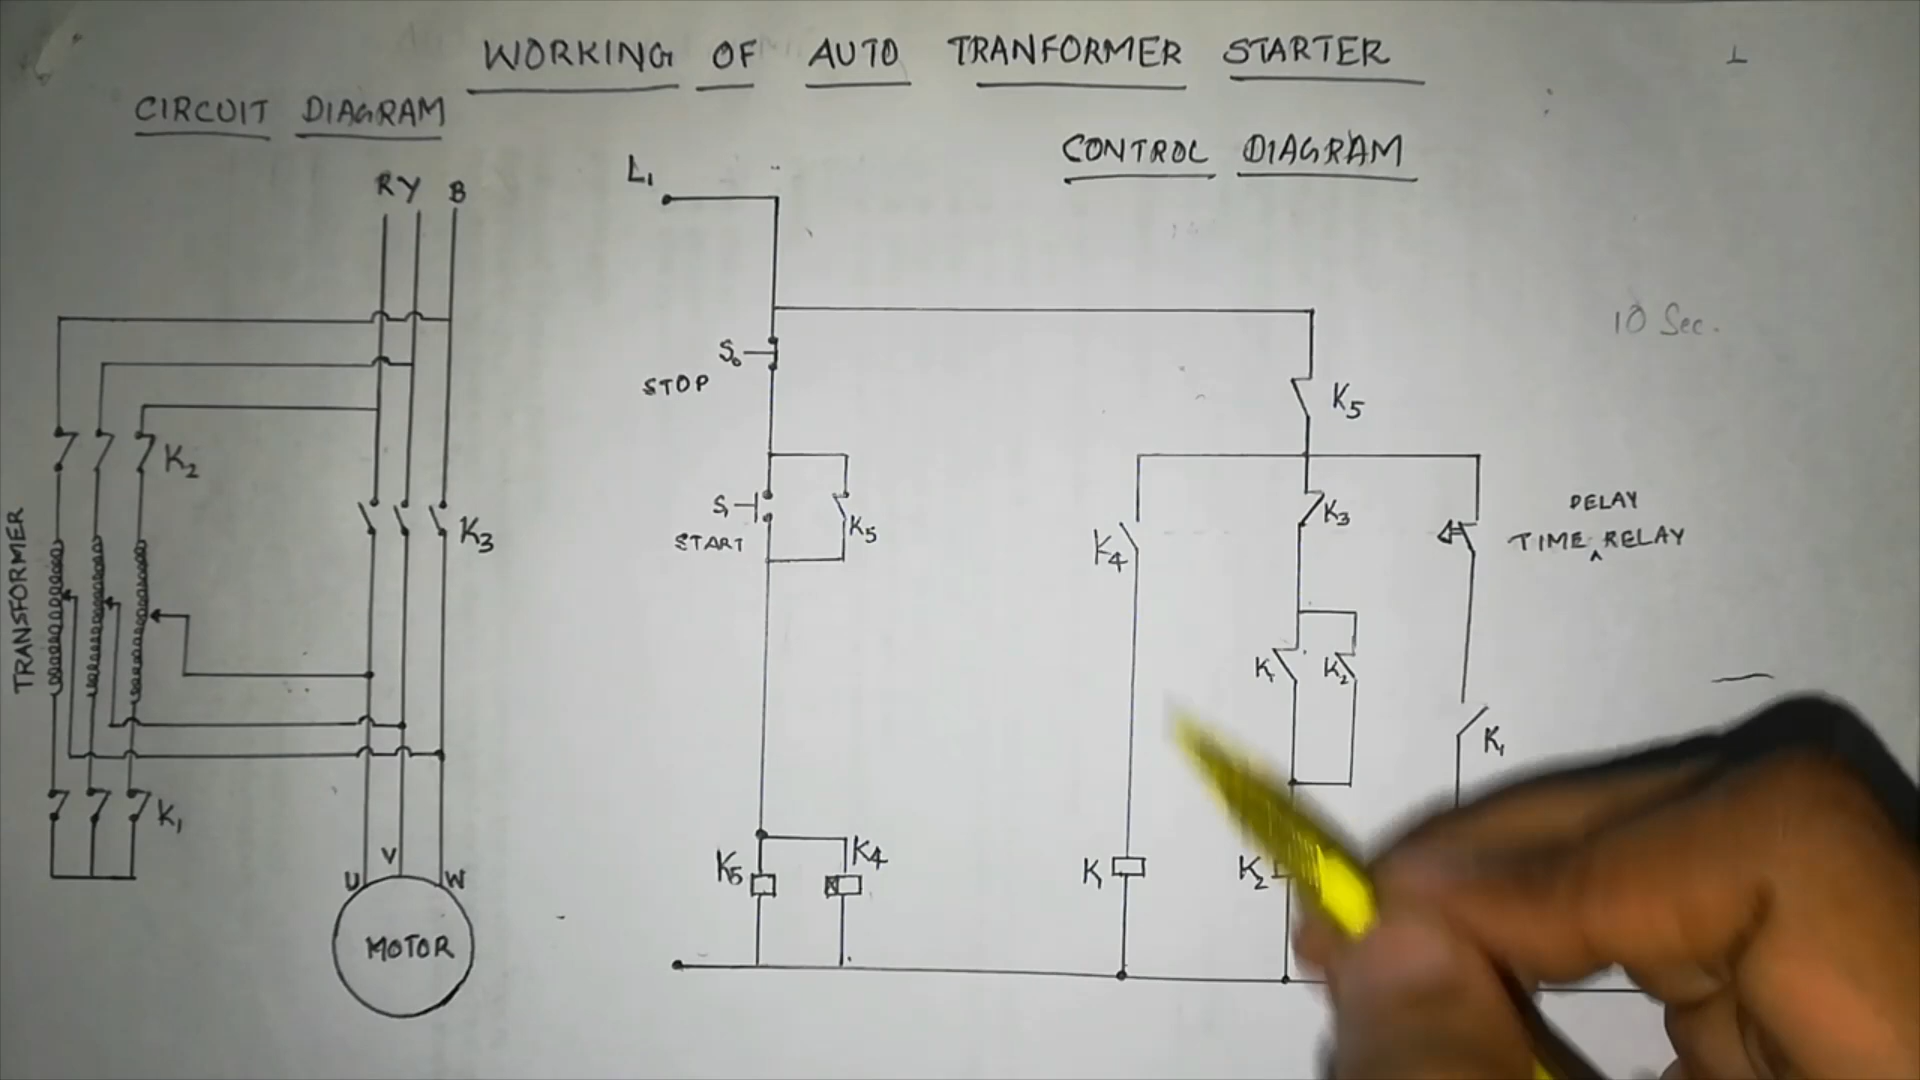 WORKING OF AUTO TRANFORMER STARTER
CIRCUIT DIAGRAM
CONTROL DIAGRAM
R Y B
L1
10 Sec.
S0
STOP
K5
K2
S1
START
K5
K3
K4
K3
DELAY
TIME ^ RELAY
TRANSFORMER
K1
K2
K1
K1
K5
K4
K1
K2
U V W
MOTOR